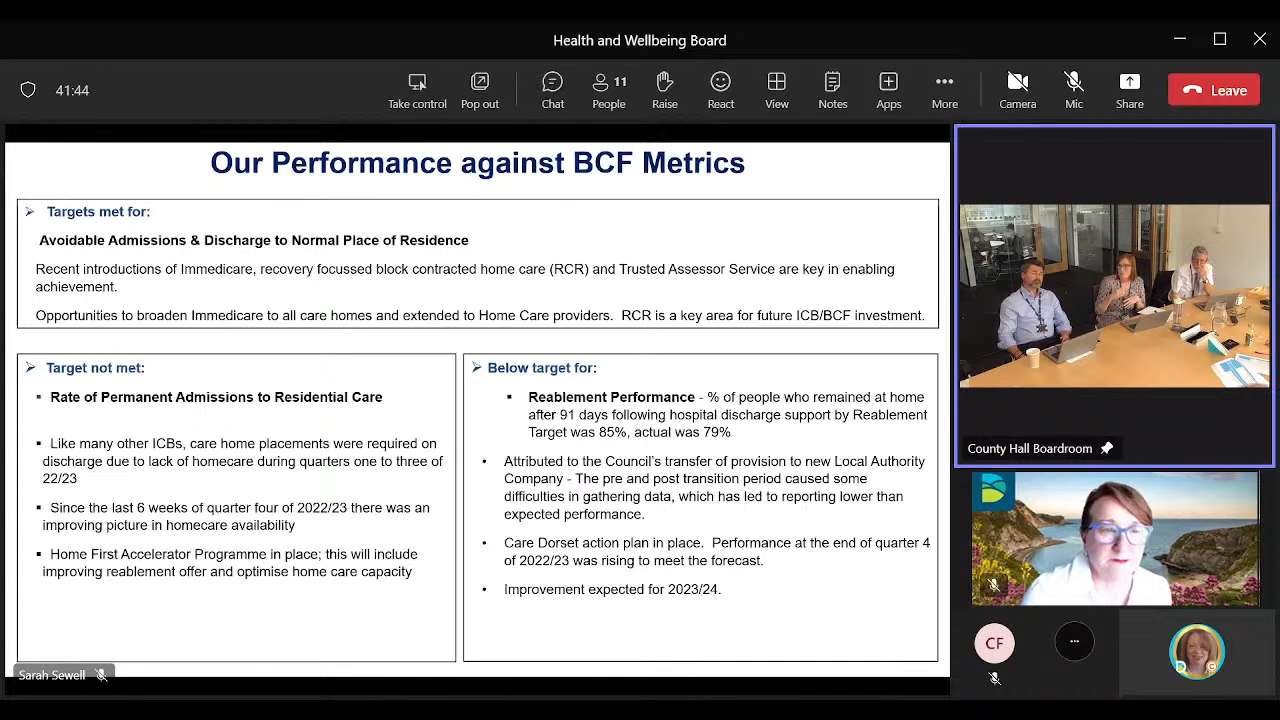 Health and Wellbeing Board
41:44
Take control
Pop out
Chat
11
People
Raise
React
View
Notes
Apps
More
Camera
Mic
Share
Leave
Our Performance against BCF Metrics
Targets met for:
Avoidable Admissions & Discharge to Normal Place of Residence
Recent introductions of Immedicare, recovery focussed block contracted home care (RCR) and Trusted Assessor Service are key in enabling
achievement.
Opportunities to broaden Immedicare to all care homes and extended to Home Care providers. RCR is a key area for future ICB/BCF investment.
Target not met:
Rate of Permanent Admissions to Residential Care
Like many other ICBs, care home placements were required on
discharge due to lack of homecare during quarters one to three of
22/23
Since the last 6 weeks of quarter four of 2022/23 there was an
improving picture in homecare availability
Home First Accelerator Programme in place; this will include
improving reablement offer and optimise home care capacity
Below target for:
Reablement Performance - % of people who remained at home
after 91 days following hospital discharge support by Reablement
Target was 85%, actual was 79%
Attributed to the Council's transfer of provision to new Local Authority
Company - The pre and post transition period caused some
difficulties in gathering data, which has led to reporting lower than
expected performance.
Care Dorset action plan in place. Performance at the end of quarter 4
of 2022/23 was rising to meet the forecast.
Improvement expected for 2023/24.
Sarah Sewell
County Hall Boardroom
CF
D
C